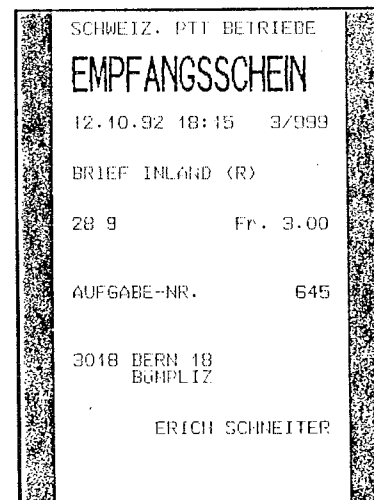 SCHWEIZ. PTT BETRIEBE
EMPFANGSSCHEIN
12.10.92 18:15 3/999
BRIEF INLAND (R)
28 g Fr. 3.00
AUFGABE-NR. 645
3018 BERN 18
BÜMPLIZ
ERICH SCHNEITER